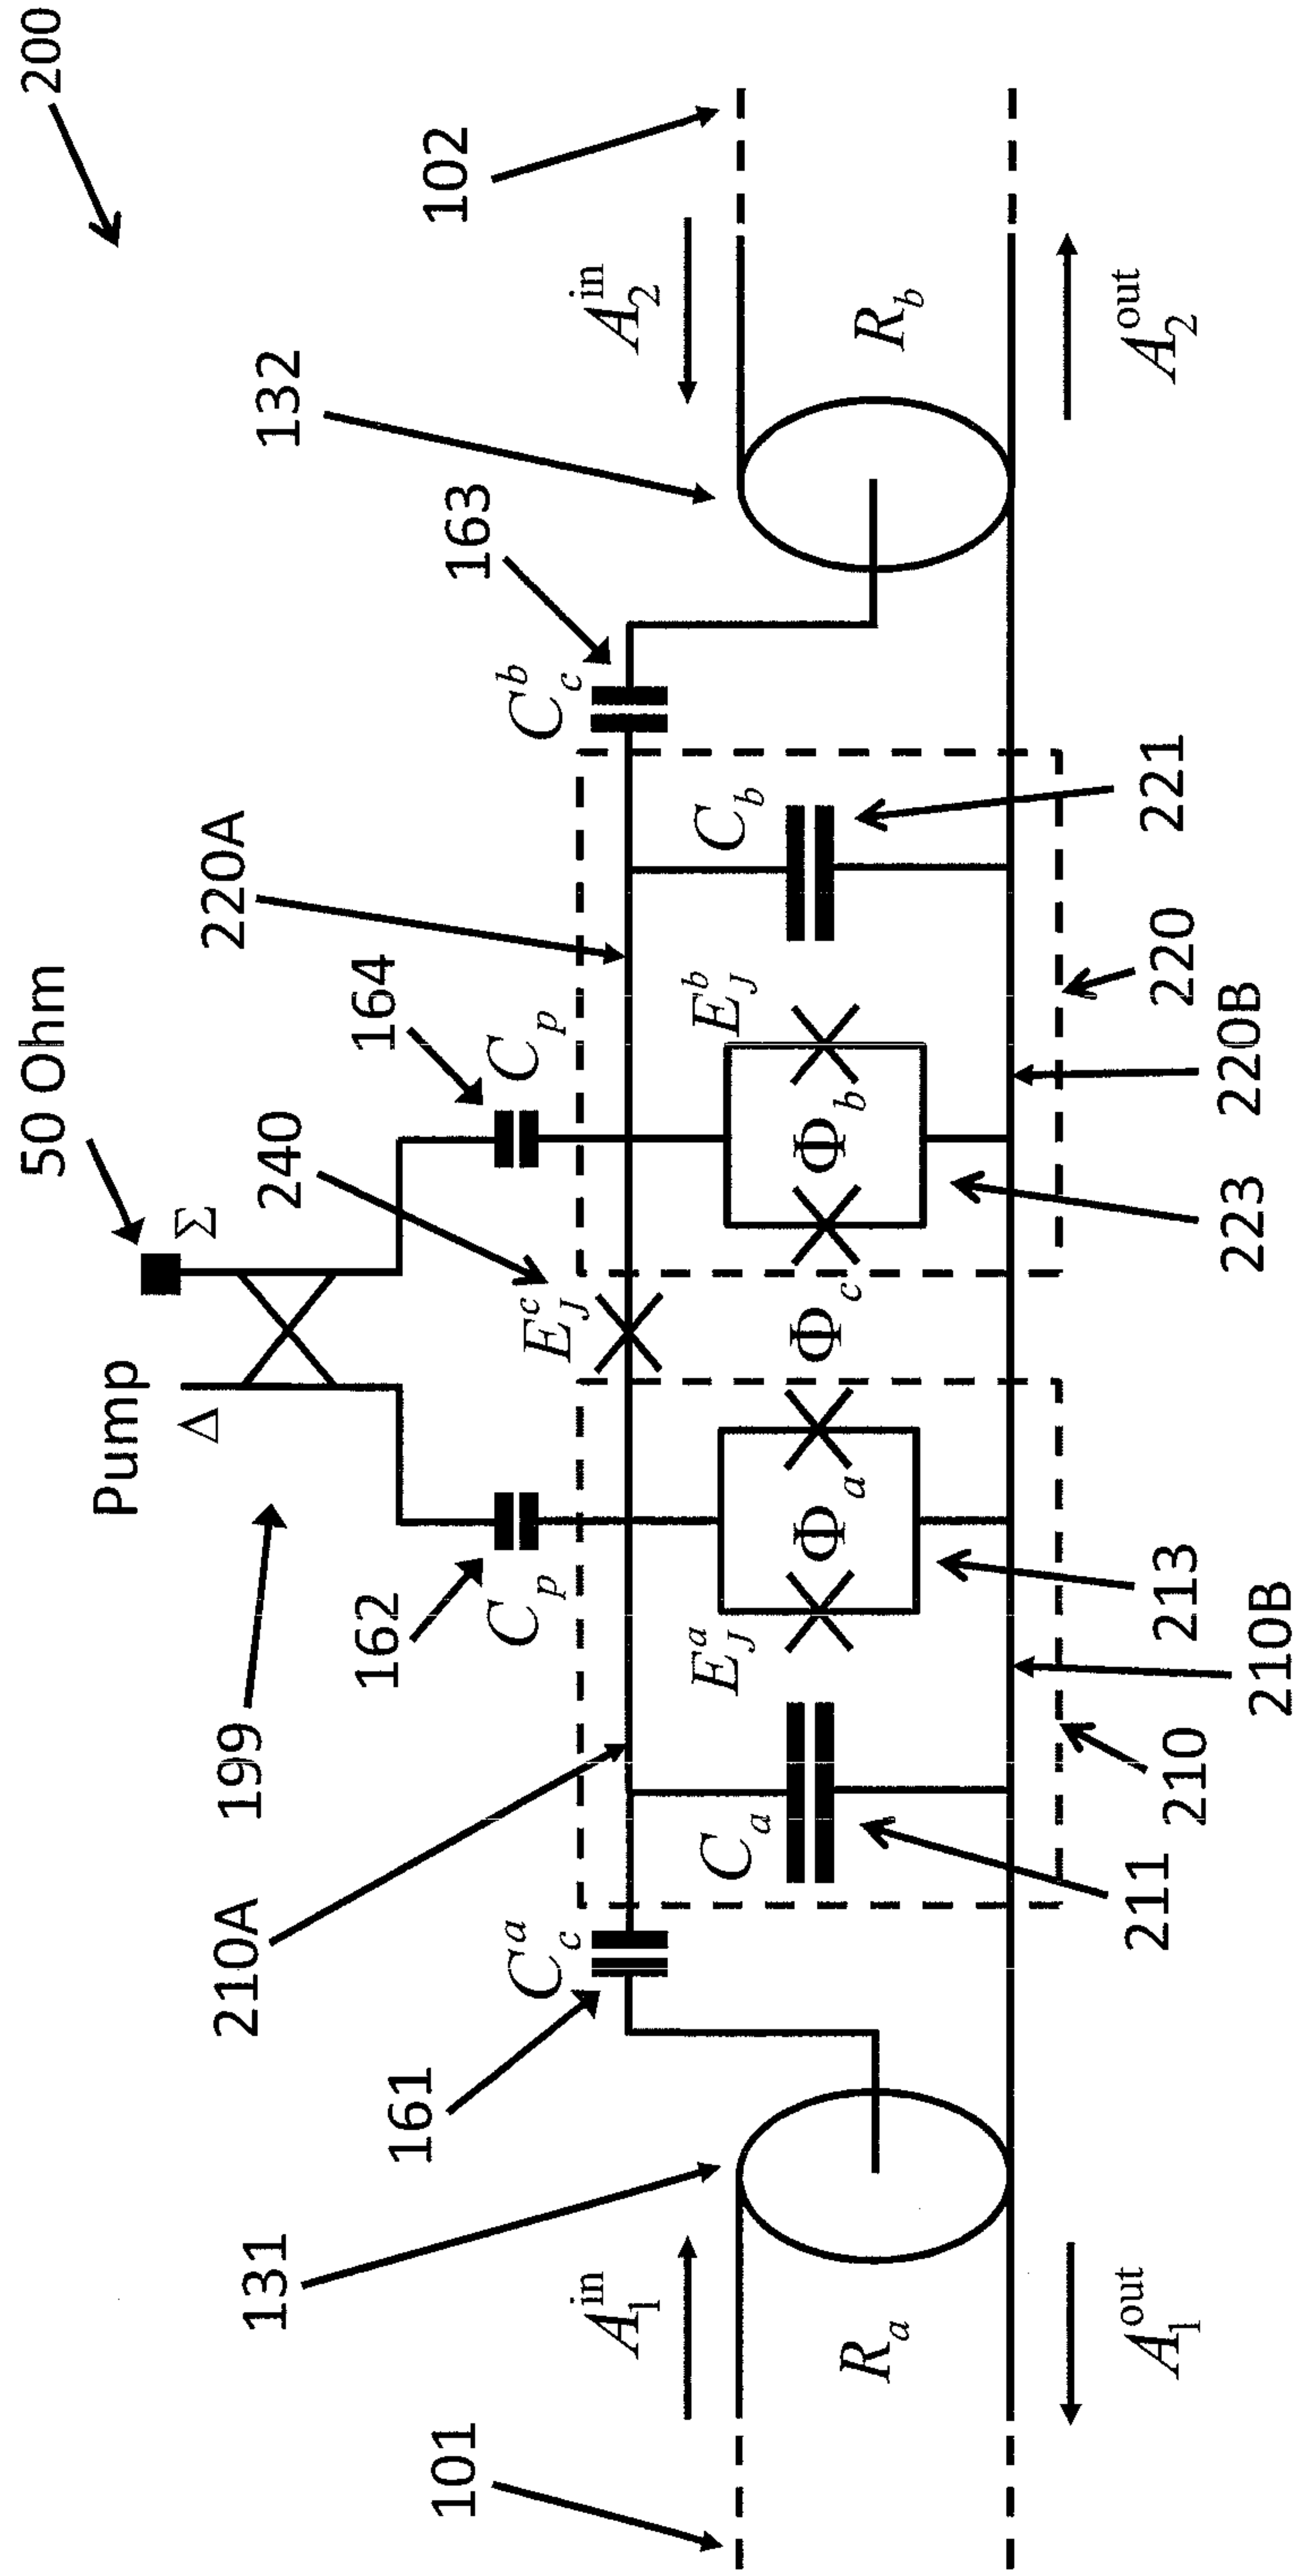 200
50 Ohm
Pump
Δ
Σ
199
162
C_p
164
C_p
240
E_J^c
210A
220A
161
C_c^a
163
C_c^b
131
132
101
102
A_1^in
A_2^in
R_a
R_b
A_1^out
A_2^out
C_a
E_J^a
Φ_a
Φ_c
Φ_b
E_J^b
C_b
211
210
213
210B
223
220B
220
221